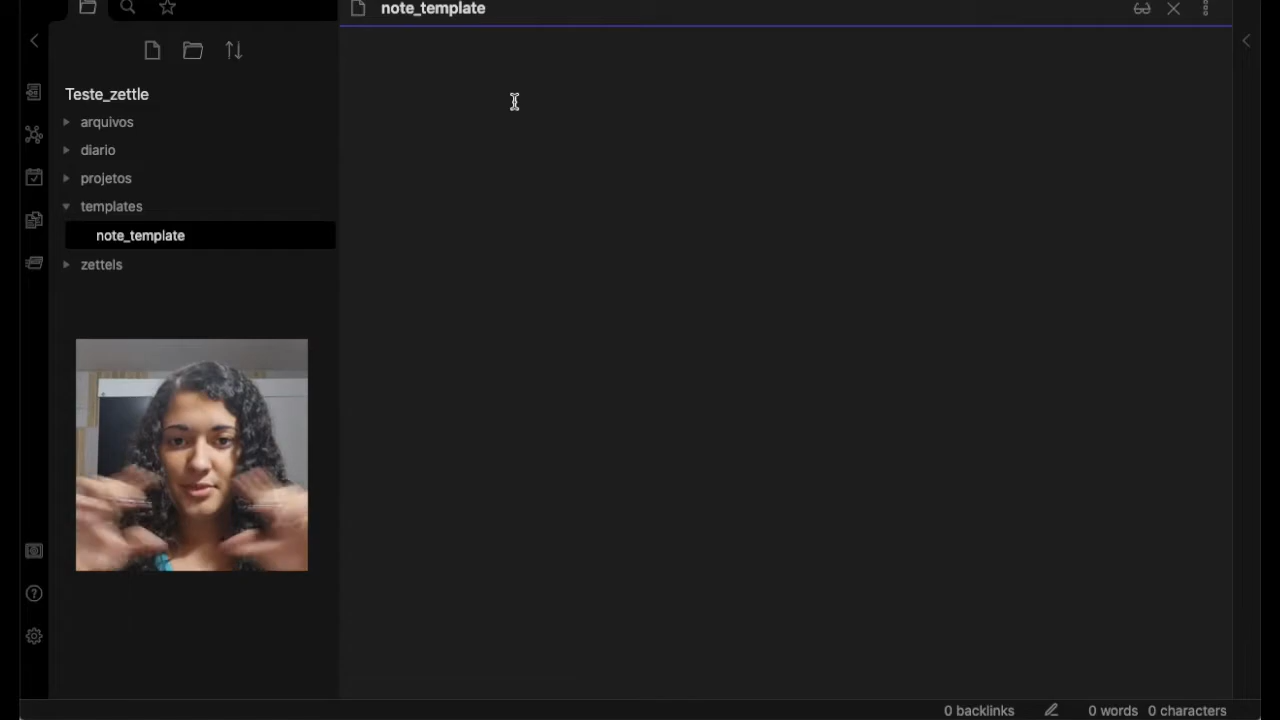 note_template
Teste_zettle
arquivos
diario
projetos
templates
note_template
zettels
0 backlinks
0 words 0 characters